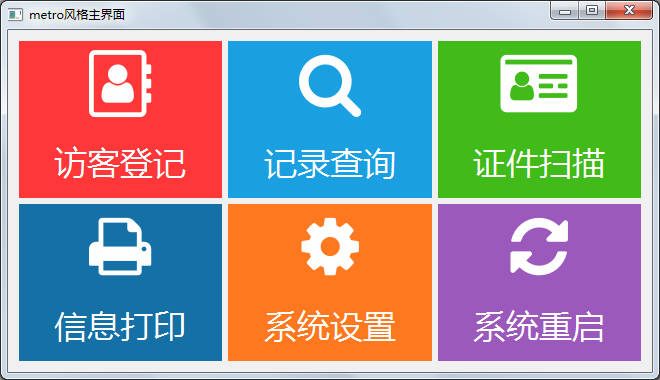 metro风格主界面
访客登记
记录查询
证件扫描
信息打印
系统设置
系统重启